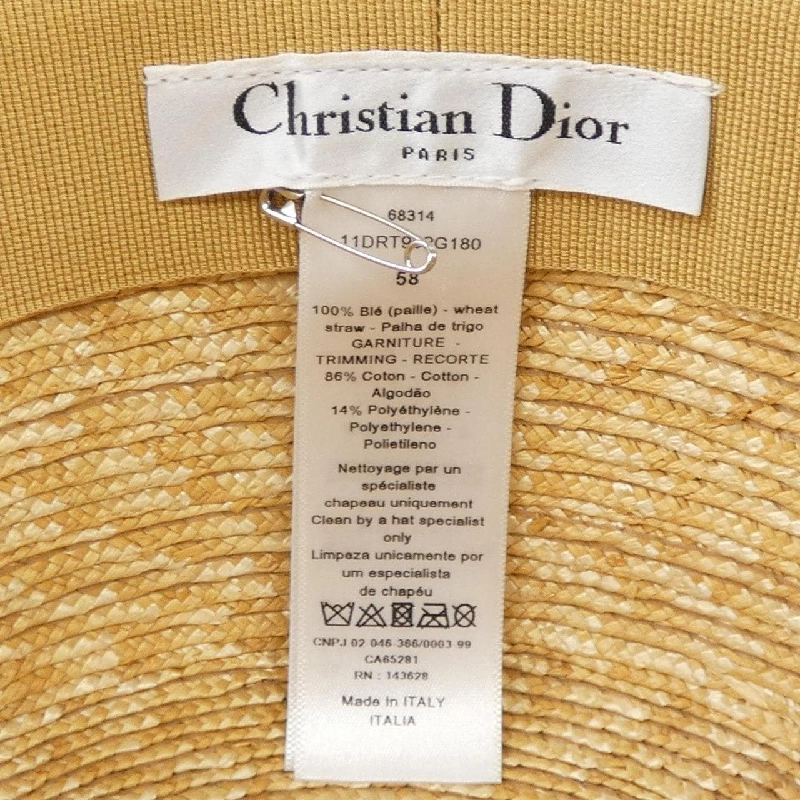 Christian Dior
PARIS
68314
58
100% Blé (paille) - wheat
straw - Palha de trigo
GARNITURE -
TRIMMING - RECORTE
86% Coton - Cotton -
Algodão
14% Polyéthylène -
Polyethylene -
Polietileno
Nettoyage par un
spécialiste
chapeau uniquement
Clean by a hat specialist
only
Limpeza unicamente por
um especialista
de chapéu
CNPJ 02 046 366/0003 99
CA65281
RN : 143628
Made in ITALY
ITALIA